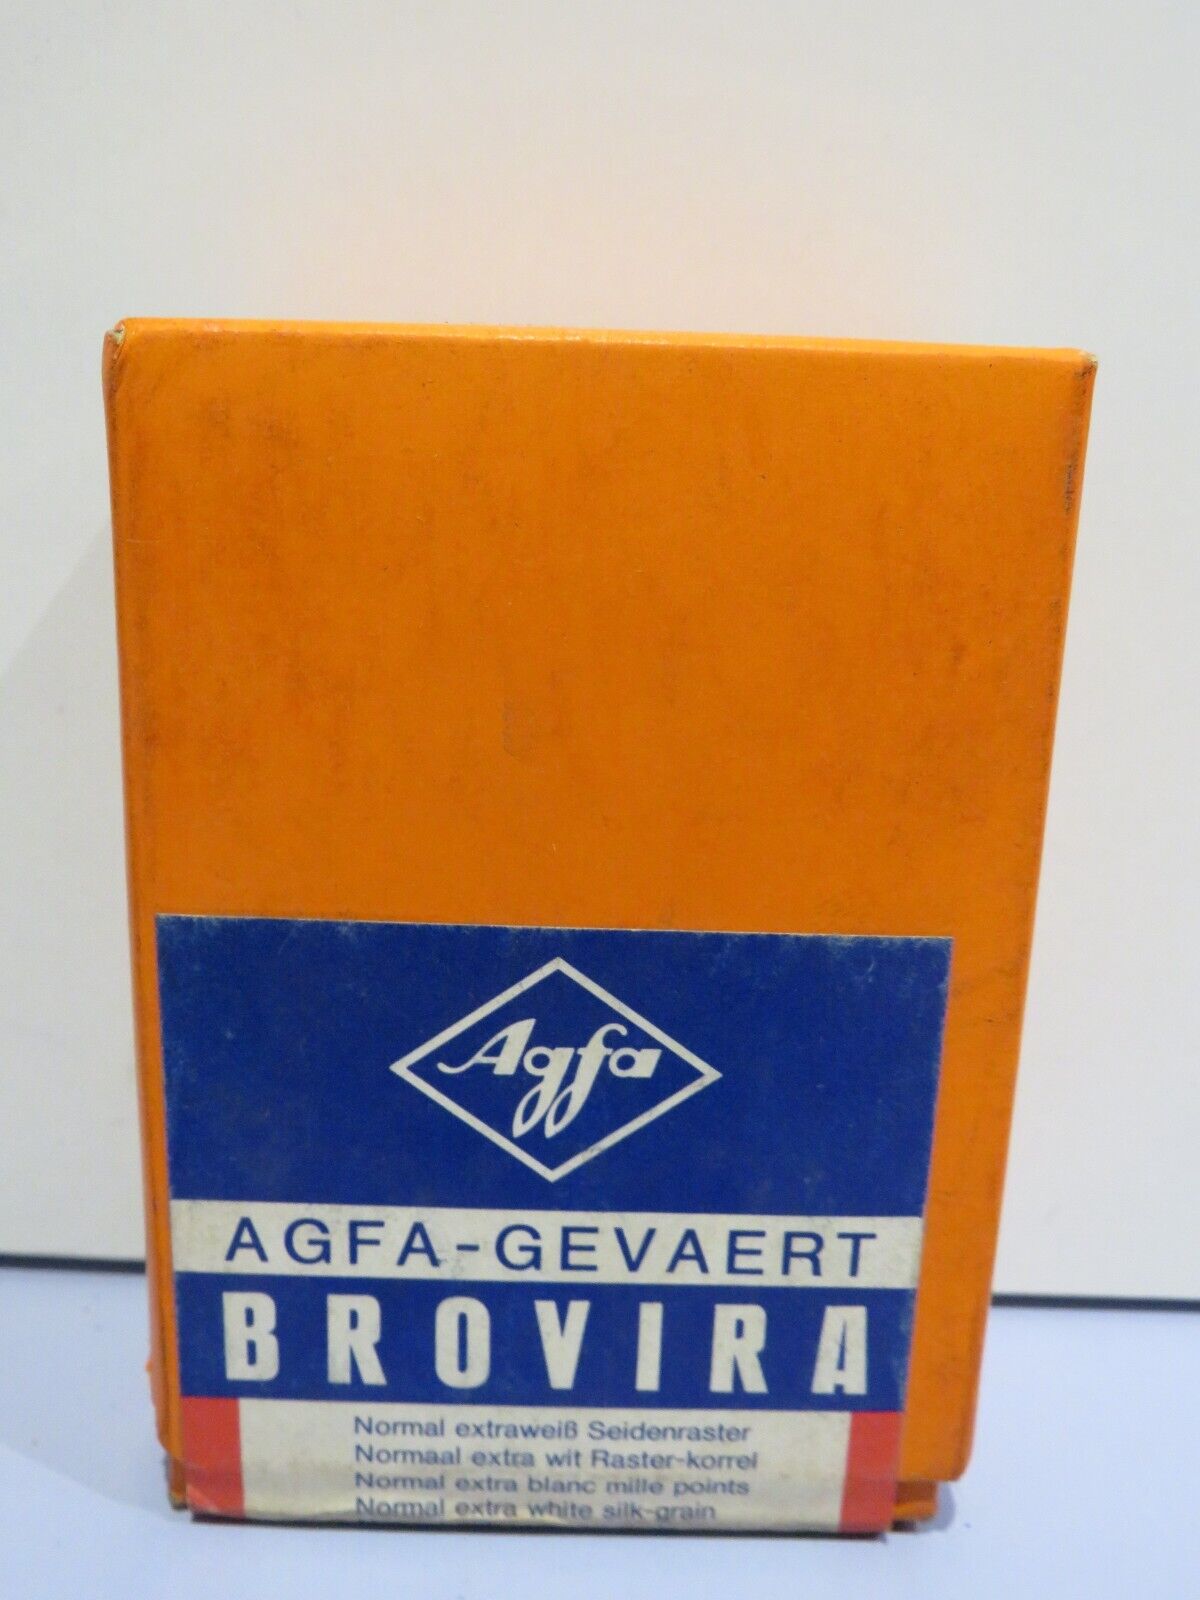 Agfa
AGFA-GEVAERT
BROVIRA
Normal extraweiß Seidenraster
Normaal extra wit Raster-korrel
Normal extra blanc mille points
Normal extra white silk-grain